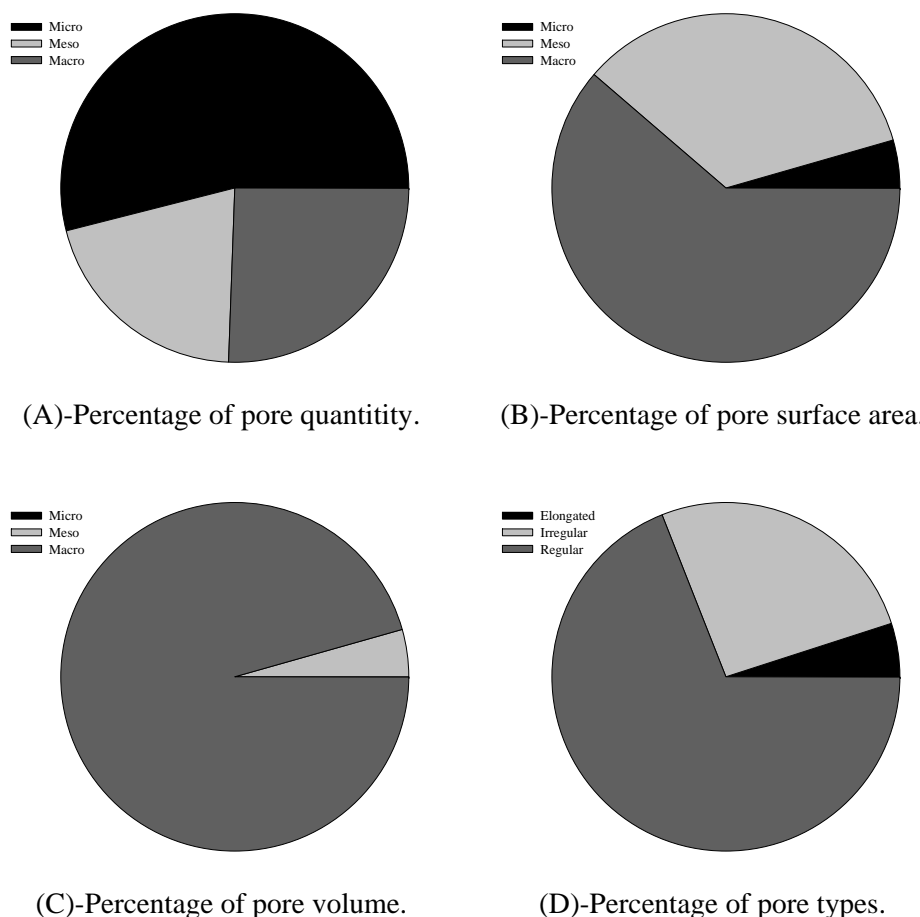 Micro
Meso
Macro
Micro
Meso
Macro
(A)-Percentage of pore quantitity.
(B)-Percentage of pore surface area.
Micro
Meso
Macro
Elongated
Irregular
Regular
(C)-Percentage of pore volume.
(D)-Percentage of pore types.